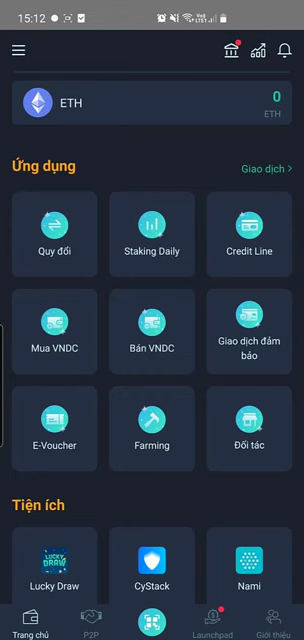 15:12
ETH
0
ETH
Ứng dụng
Giao dịch >
Quy đổi
Staking Daily
Credit Line
Mua VNDC
Bán VNDC
Giao dịch đảm
bảo
E-Voucher
Farming
Đối tác
Tiện ích
LUCKY
DRAW
Lucky Draw
CyStack
Nami
Trang chủ
P2P
Launchpad
Giới thiệu